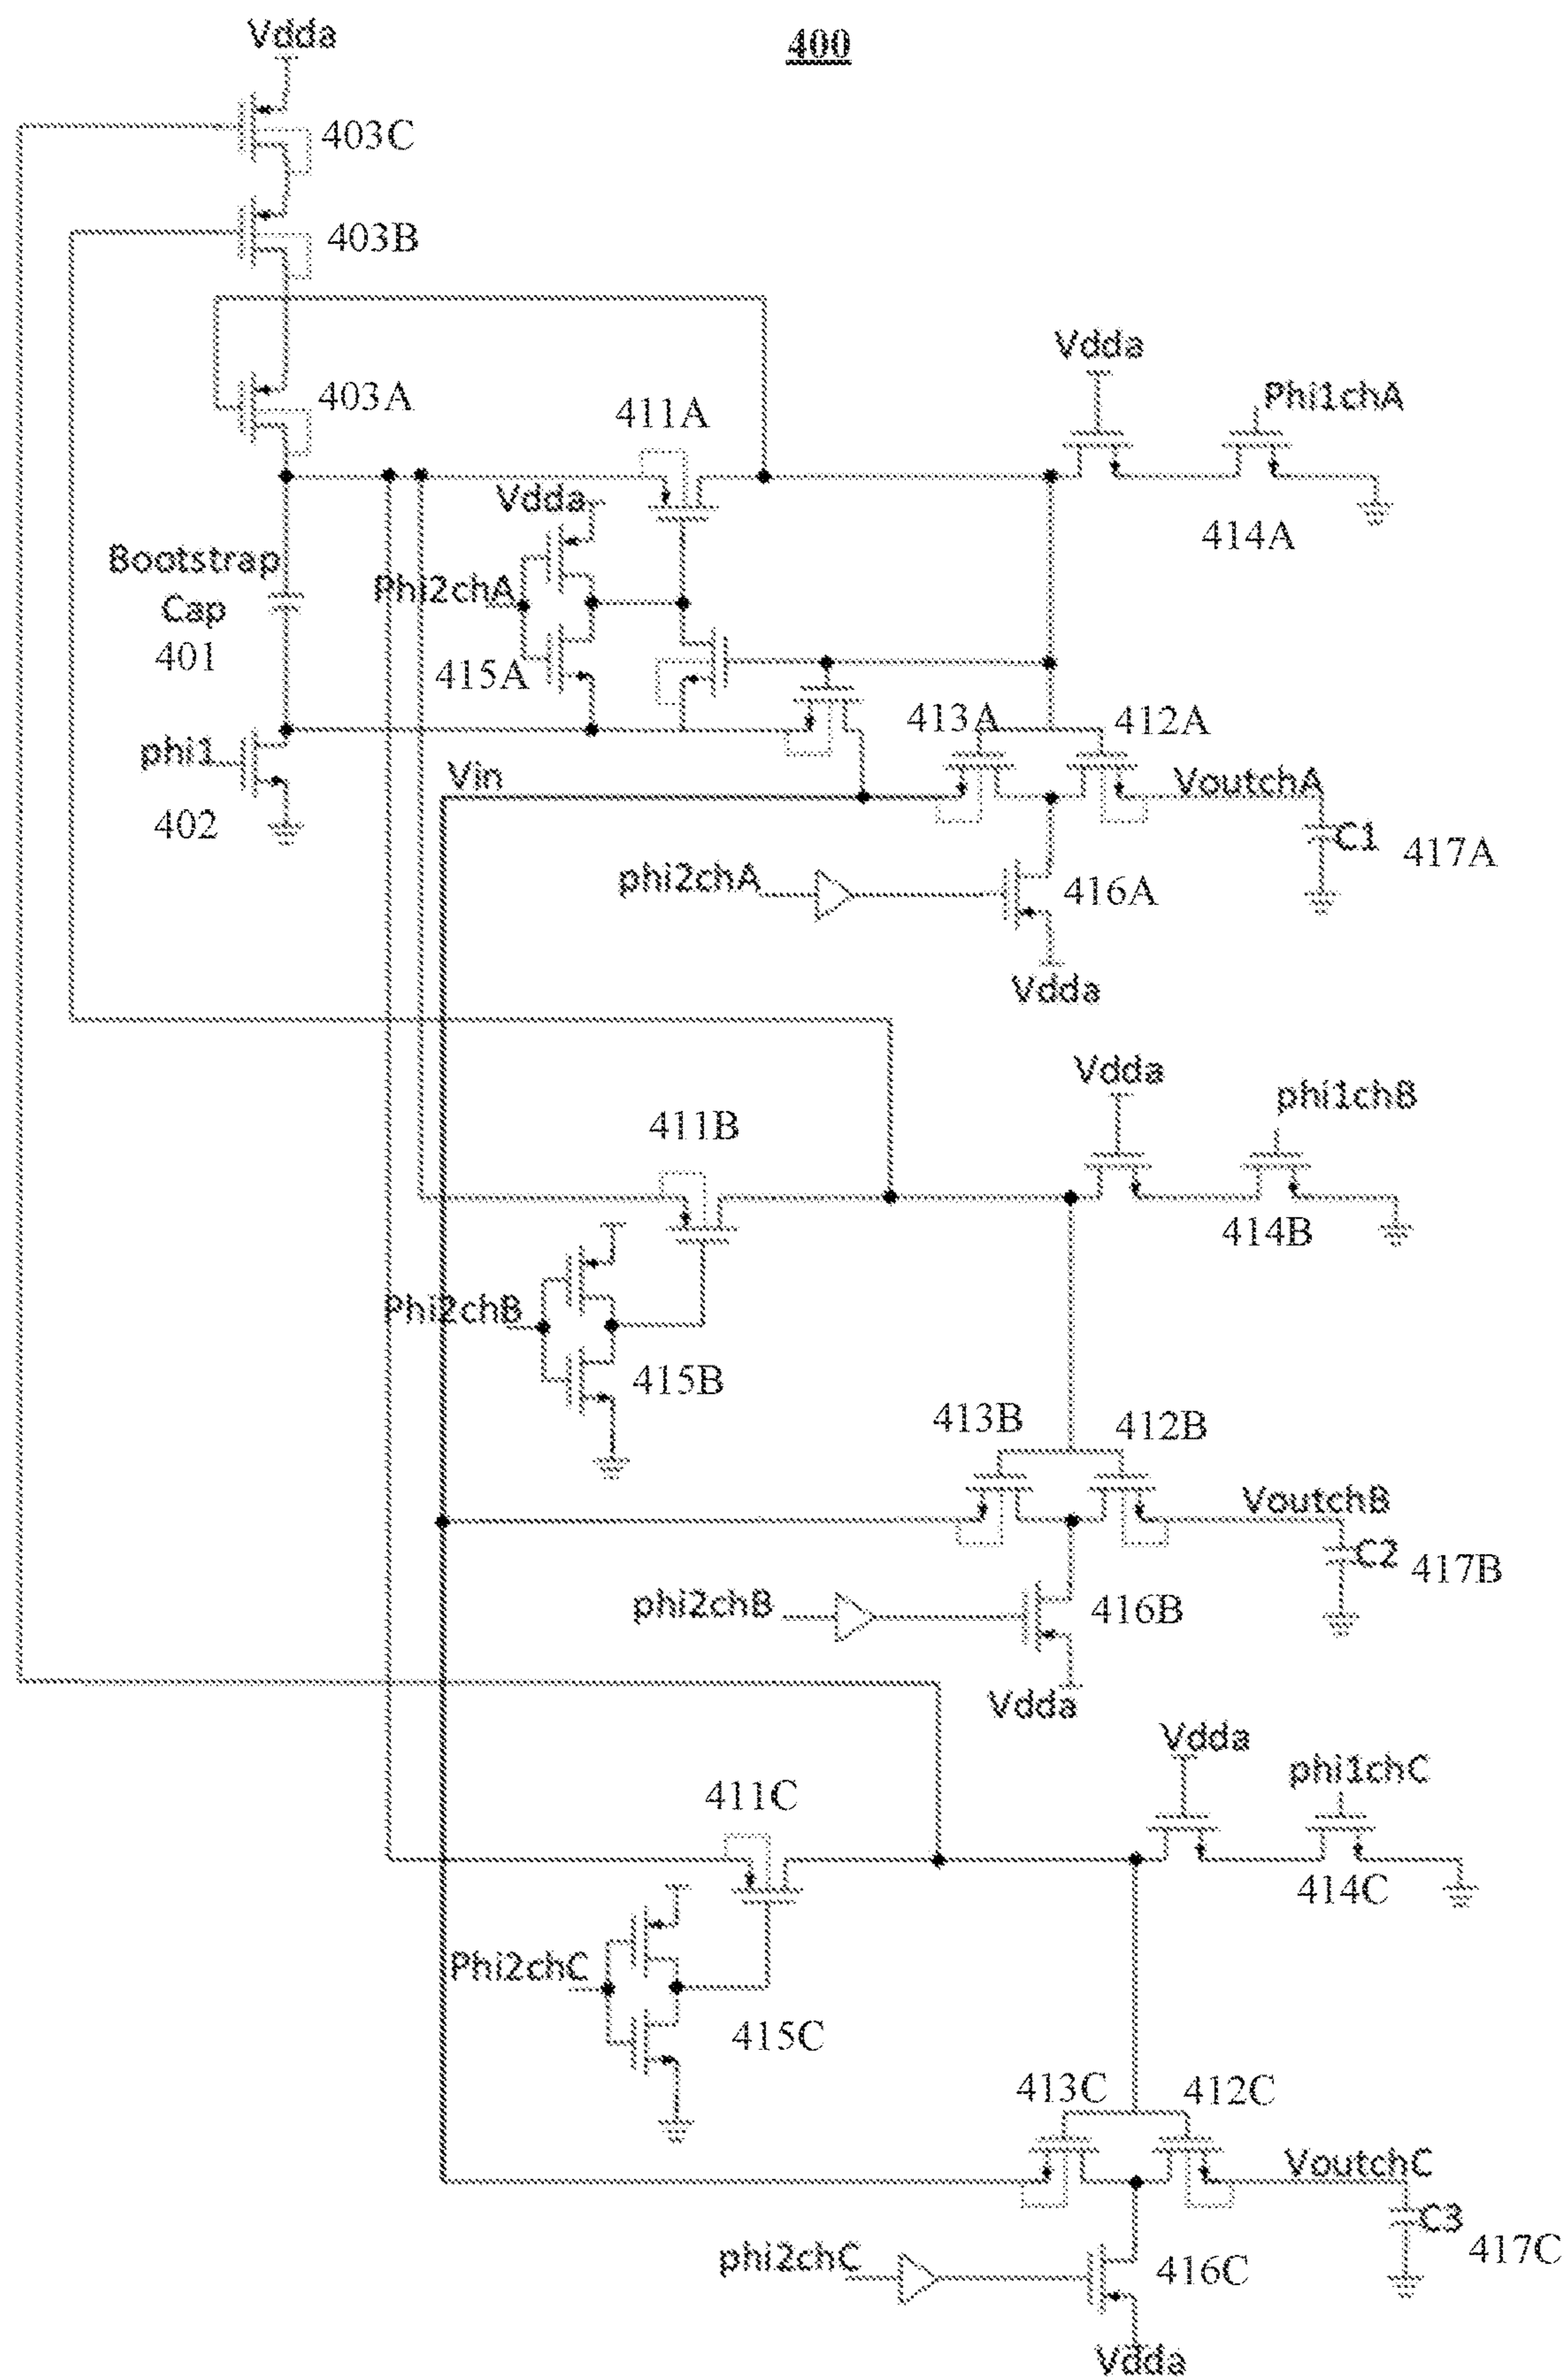 400
Vdda
403C
403B
403A
Vdda
Phi1chA
411A
414A
Vdda
Bootstrap
Cap
401
Phi2chA
415A
413A
412A
phi1
402
Vin
VoutchA
C1
417A
phi2chA
416A
Vdda
Vdda
phi1chB
411B
414B
Phi2chB
415B
413B
412B
VoutchB
C2
417B
phi2chB
416B
Vdda
Vdda
phi1chC
411C
414C
Phi2chC
415C
413C
412C
VoutchC
C3
417C
phi2chC
416C
Vdda